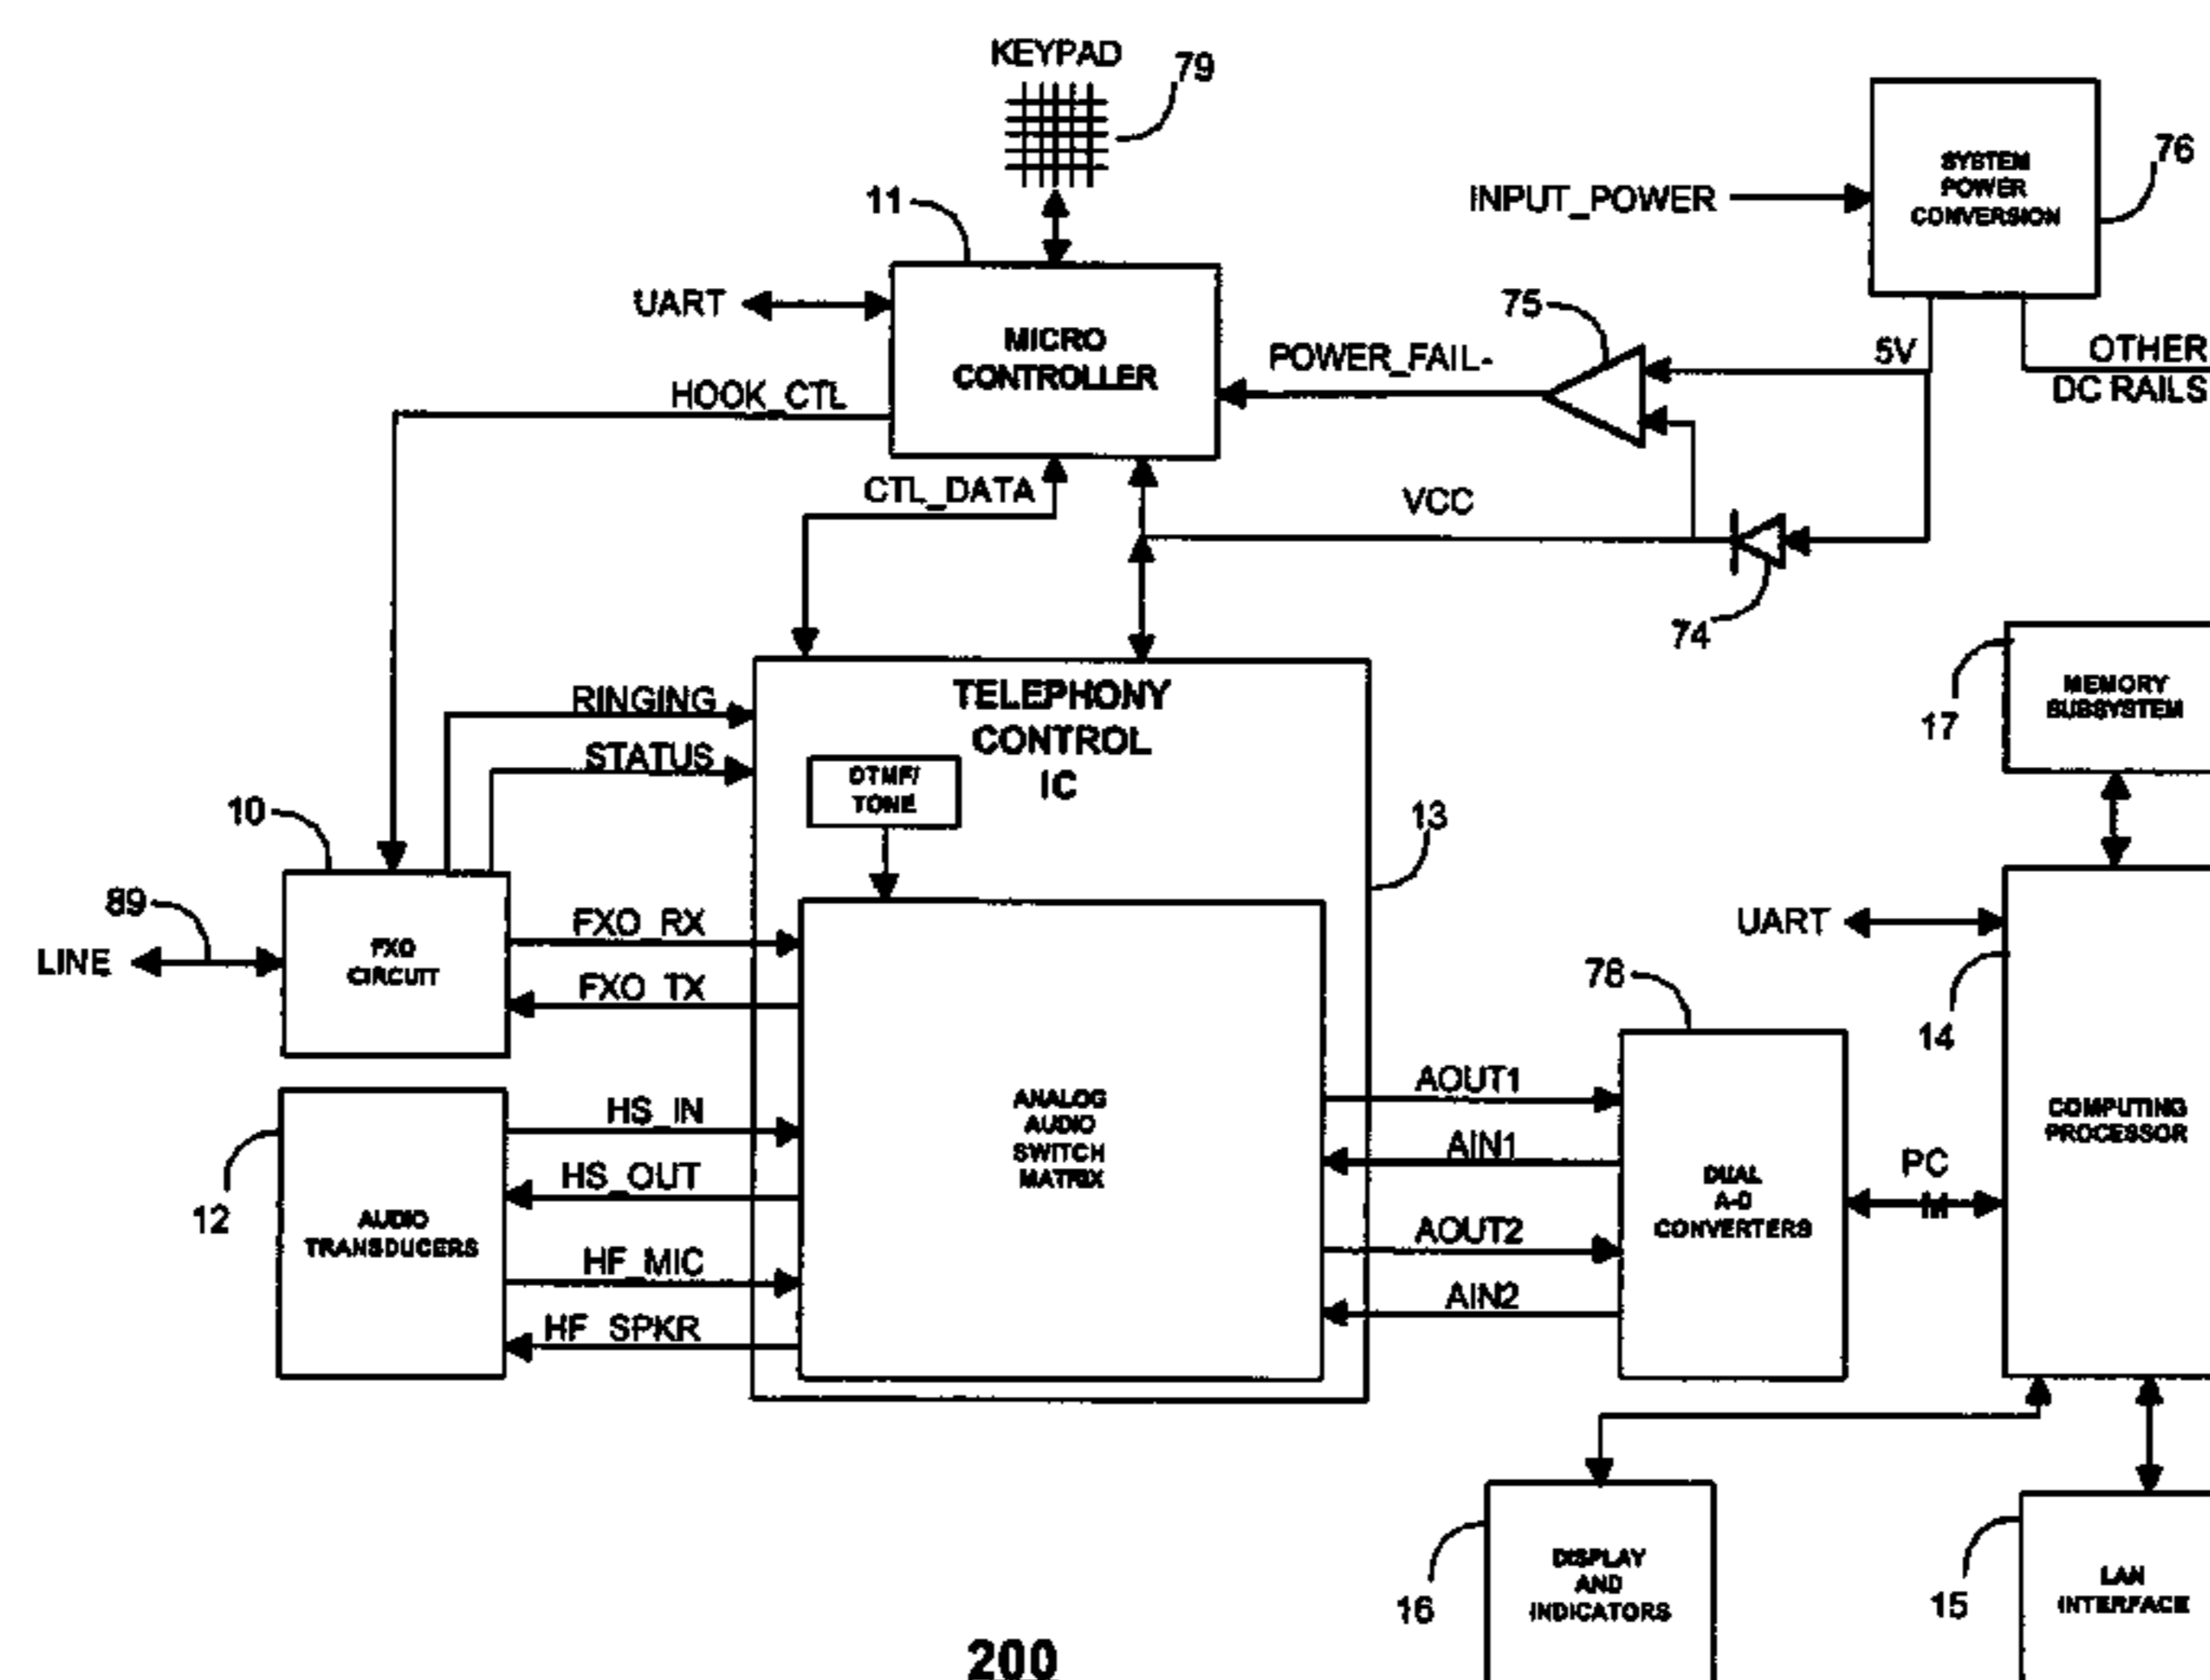 KEYPAD
79
SYSTEM
POWER
CONVERSION
76
INPUT_POWER
11
UART
MICRO
CONTROLLER
75
POWER_FAIL-
5V
OTHER
DC RAILS
HOOK_CTL
CTL_DATA
VCC
74
MEMORY
SUBSYSTEM
17
RINGING
STATUS
TELEPHONY
CONTROL
IC
DTMF/
TONE
13
10
89
LINE
FXO
CIRCUIT
FXO_RX
FXO_TX
UART
14
78
12
AUDIO
TRANSDUCERS
HS_IN
HS_OUT
HF_MIC
HF_SPKR
ANALOG
AUDIO
SWITCH
MATRIX
AOUT1
AIN1
AOUT2
AIN2
DUAL
A-D
CONVERTERS
PC
M
COMPUTING
PROCESSOR
16
DISPLAY
AND
INDICATORS
15
LAN
INTERFACE
200